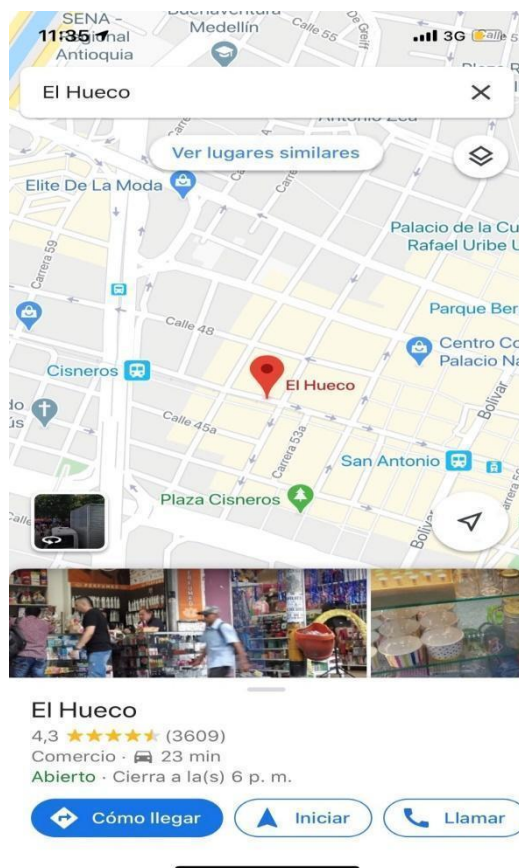 SENA -
Medellín
Calle 55
11:35
3G
Antioquia
El Hueco
Ver lugares similares
Elite De La Moda
Palacio de la Cu
Rafael Uribe U
Carrera 59
Parque Ber
Calle 48
Centro Co
Palacio Na
Cisneros
El Hueco
Bolívar
Calle 45a
Carrera 53a
San Antonio
Plaza Cisneros
El Hueco
4,3 (3609)
Comercio · 23 min
Abierto · Cierra a la(s) 6 p. m.
Cómo llegar
Iniciar
Llamar